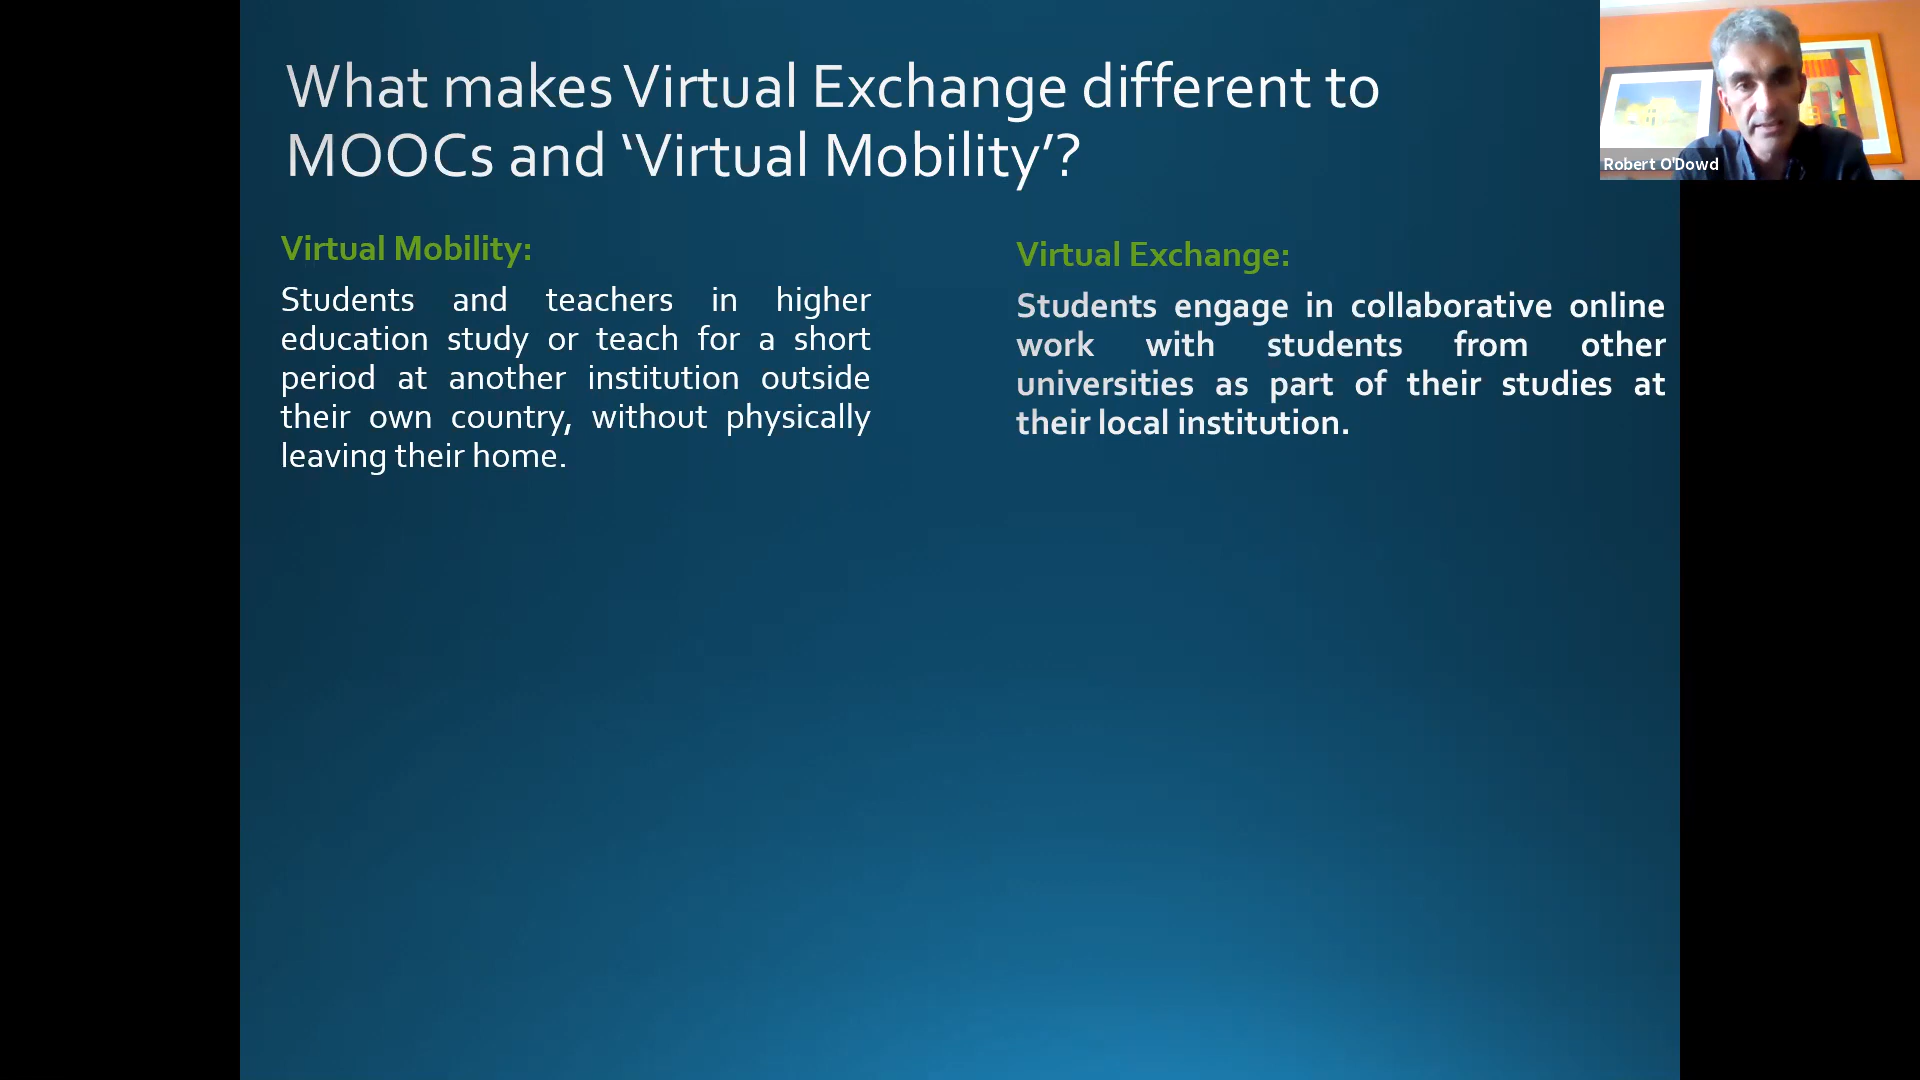 What makes Virtual Exchange different to
MOOCs and ‘Virtual Mobility’?
Robert O'Dowd
Virtual Mobility:
Students and teachers in higher
education study or teach for a short
period at another institution outside
their own country, without physically
leaving their home.
Virtual Exchange:
Students engage in collaborative online
work with students from other
universities as part of their studies at
their local institution.